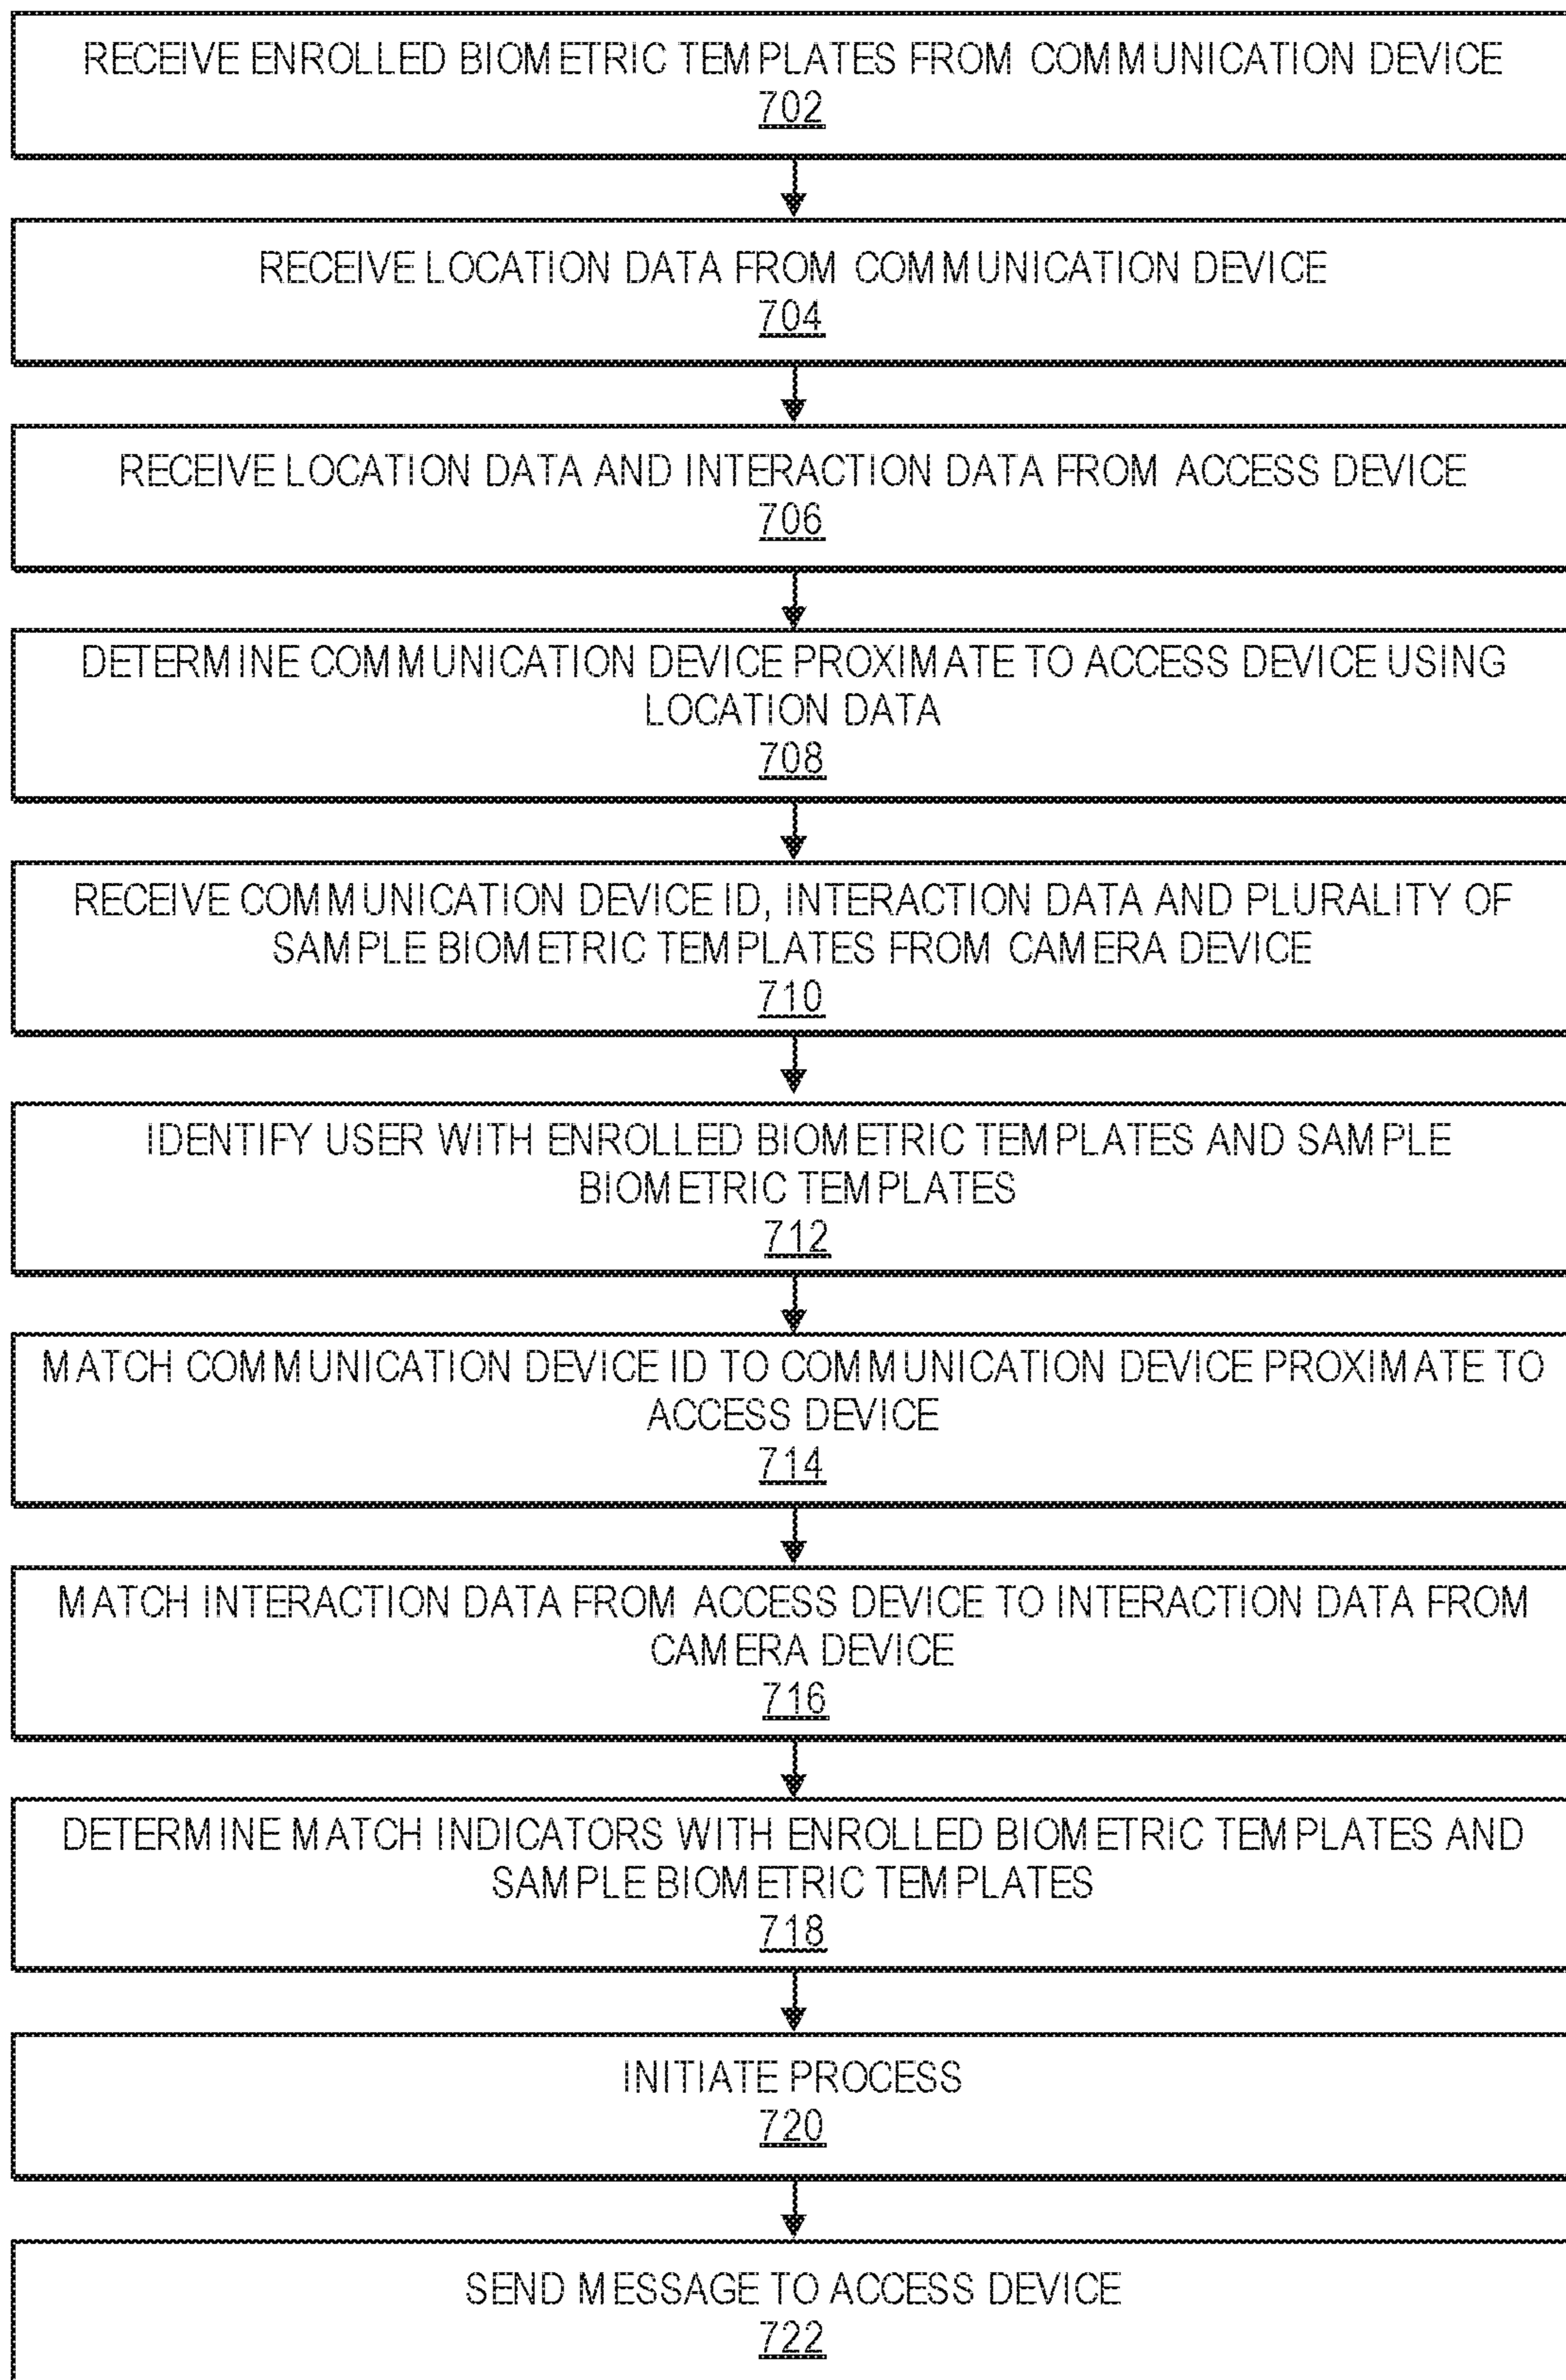 RECEIVE ENROLLED BIOMETRIC TEMPLATES FROM COMMUNICATION DEVICE
702
RECEIVE LOCATION DATA FROM COMMUNICATION DEVICE
704
RECEIVE LOCATION DATA AND INTERACTION DATA FROM ACCESS DEVICE
706
DETERMINE COMMUNICATION DEVICE PROXIMATE TO ACCESS DEVICE USING
LOCATION DATA
708
RECEIVE COMMUNICATION DEVICE ID, INTERACTION DATA AND PLURALITY OF
SAMPLE BIOMETRIC TEMPLATES FROM CAMERA DEVICE
710
IDENTIFY USER WITH ENROLLED BIOMETRIC TEMPLATES AND SAMPLE
BIOMETRIC TEMPLATES
712
MATCH COMMUNICATION DEVICE ID TO COMMUNICATION DEVICE PROXIMATE TO
ACCESS DEVICE
714
MATCH INTERACTION DATA FROM ACCESS DEVICE TO INTERACTION DATA FROM
CAMERA DEVICE
716
DETERMINE MATCH INDICATORS WITH ENROLLED BIOMETRIC TEMPLATES AND
SAMPLE BIOMETRIC TEMPLATES
718
INITIATE PROCESS
720
SEND MESSAGE TO ACCESS DEVICE
722